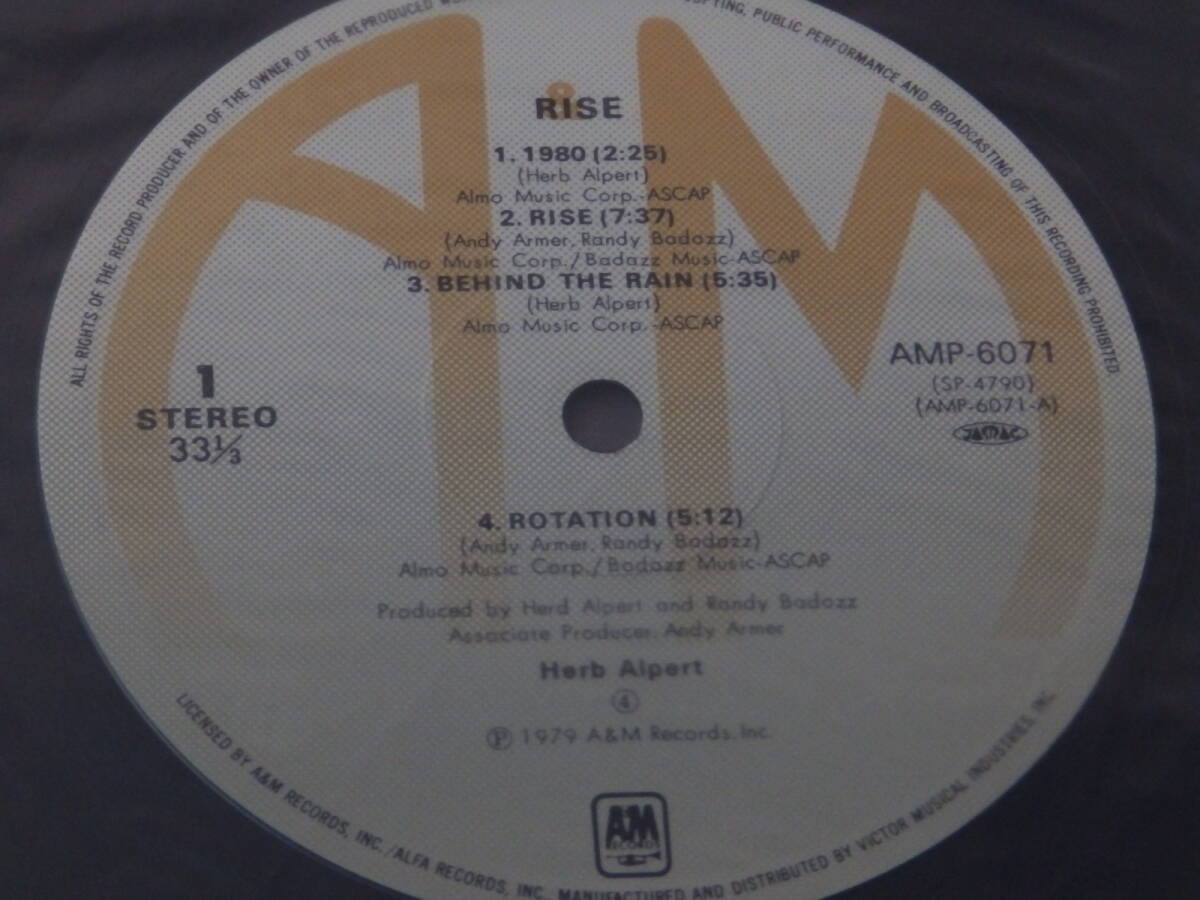 ALL RIGHTS OF THE RECORD PRODUCER AND OF THE OWNER OF THE REPRODUCED
COPYING, PUBLIC PERFORMANCE AND BROADCASTING OF THIS RECORDING PROHIBITED
&
RISE
1. 1980 (2:25)
(Herb Alpert)
Almo Music Corp.-ASCAP
2. RISE (7:37)
(Andy Armer, Randy Badazz)
Almo Music Corp./Badazz Music-ASCAP
3. BEHIND THE RAIN (5:35)
(Herb Alpert)
Almo Music Corp.-ASCAP
1
STEREO
33⅓
AMP-6071
(SP-4790)
(AMP-6071-A)
JASRAC
4. ROTATION (5:12)
(Andy Armer, Randy Badazz)
Almo Music Corp./Badazz Music-ASCAP
Produced by Herd Alpert and Randy Badazz
Associate Producer, Andy Armer
Herb Alpert
④
Ⓟ 1979 A&M Records, Inc.
A&M
RECORDS
LICENSED BY A&M RECORDS, INC./ALFA RECORDS, INC. MANUFACTURED AND DISTRIBUTED BY VICTOR MUSICAL INDUSTRIES, INC.